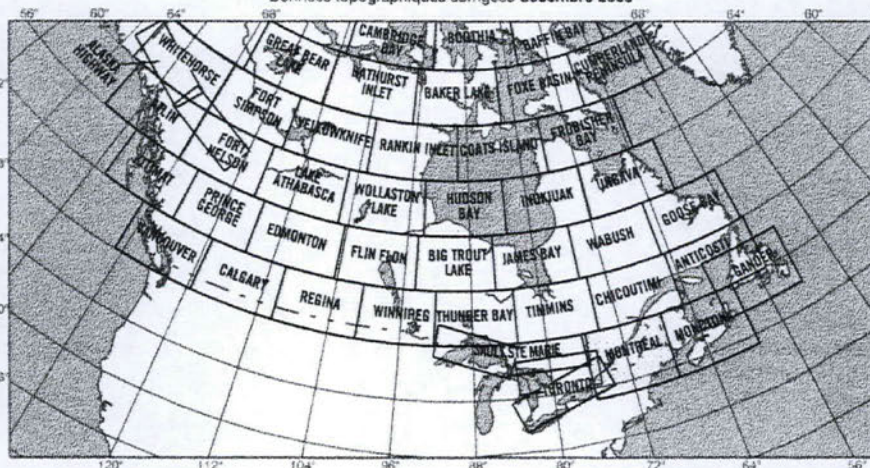 Données topographiques corrigées décembre 2003
64° 68° 68° 64° 60°
ALASKA HIGHWAY
WHITEHORSE
GREAT BEAR LAKE
CAMBRIDGE BAY
BOOTHIA
BAFFIN BAY
CUMBERLAND PENINSULA
FORT SIMPSON
BATHURST INLET
BAKER LAKE
FOXE BASIN
ATLIN
FORT NELSON
YELLOWKNIFE
RANKIN INLET
COATS ISLAND
FROBISHER BAY
KITIMAT
PRINCE GEORGE
LAKE ATHABASCA
WOLLASTON LAKE
HUDSON BAY
INOKJUAK
UNGAVA
GOOSE BAY
VANCOUVER
CALGARY
EDMONTON
FLIN FLON
BIG TROUT LAKE
JAMES BAY
WABUSH
ANTICOSTI
GANDER
REGINA
WINNIPEG
THUNDER BAY
TIMMINS
CHICOUTIMI
SAULT STE MARIE
TORONTO
MONTREAL
MONCTON
120° 112° 104° 96° 88° 80° 72° 64° 56°